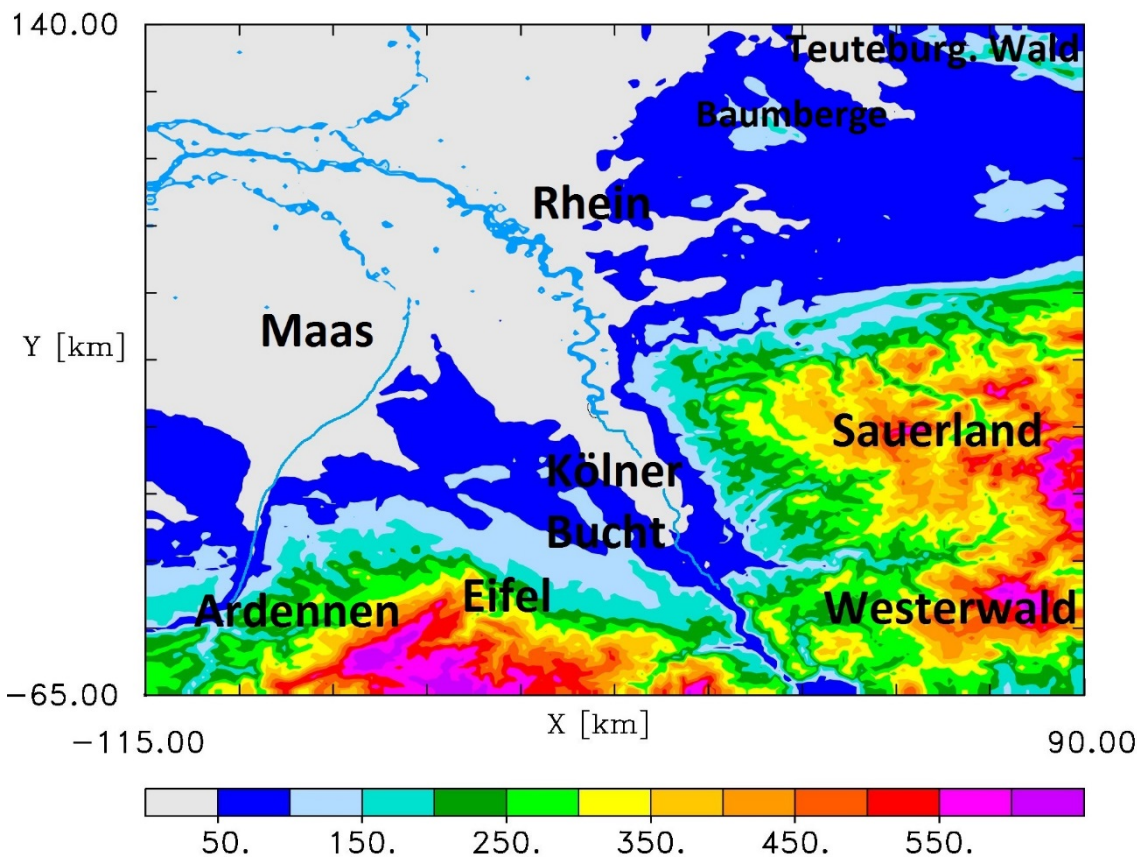 140.00
Teuteburg. Wald
Baumberge
Rhein
Maas
Y [km]
Sauerland
Kölner
Bucht
Eifel
Ardennen
Westerwald
-65.00
X [km]
-115.00
90.00
50. 150. 250. 350. 450. 550.